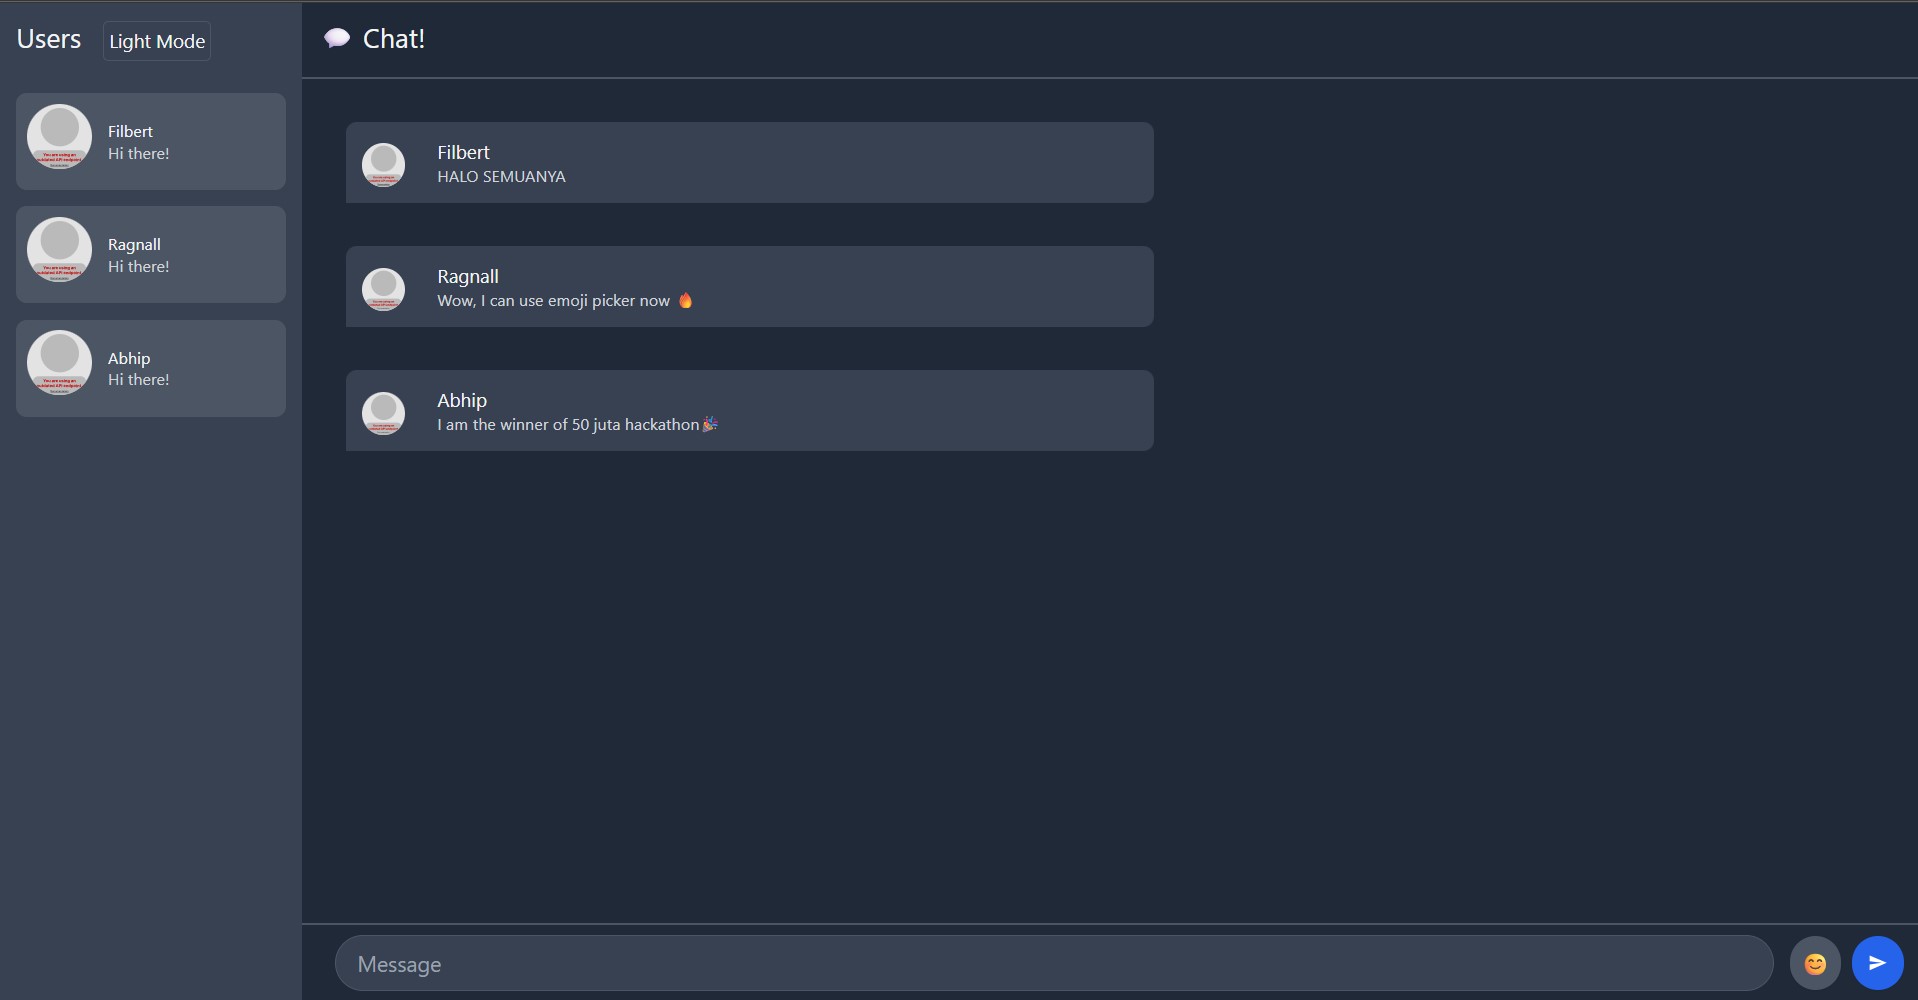 Users
Light Mode
Filbert
Hi there!
Ragnall
Hi there!
Abhip
Hi there!
💬 Chat!
Filbert
HALO SEMUANYA
Ragnall
Wow, I can use emoji picker now 🔥
Abhip
I am the winner of 50 juta hackathon🎉
Message